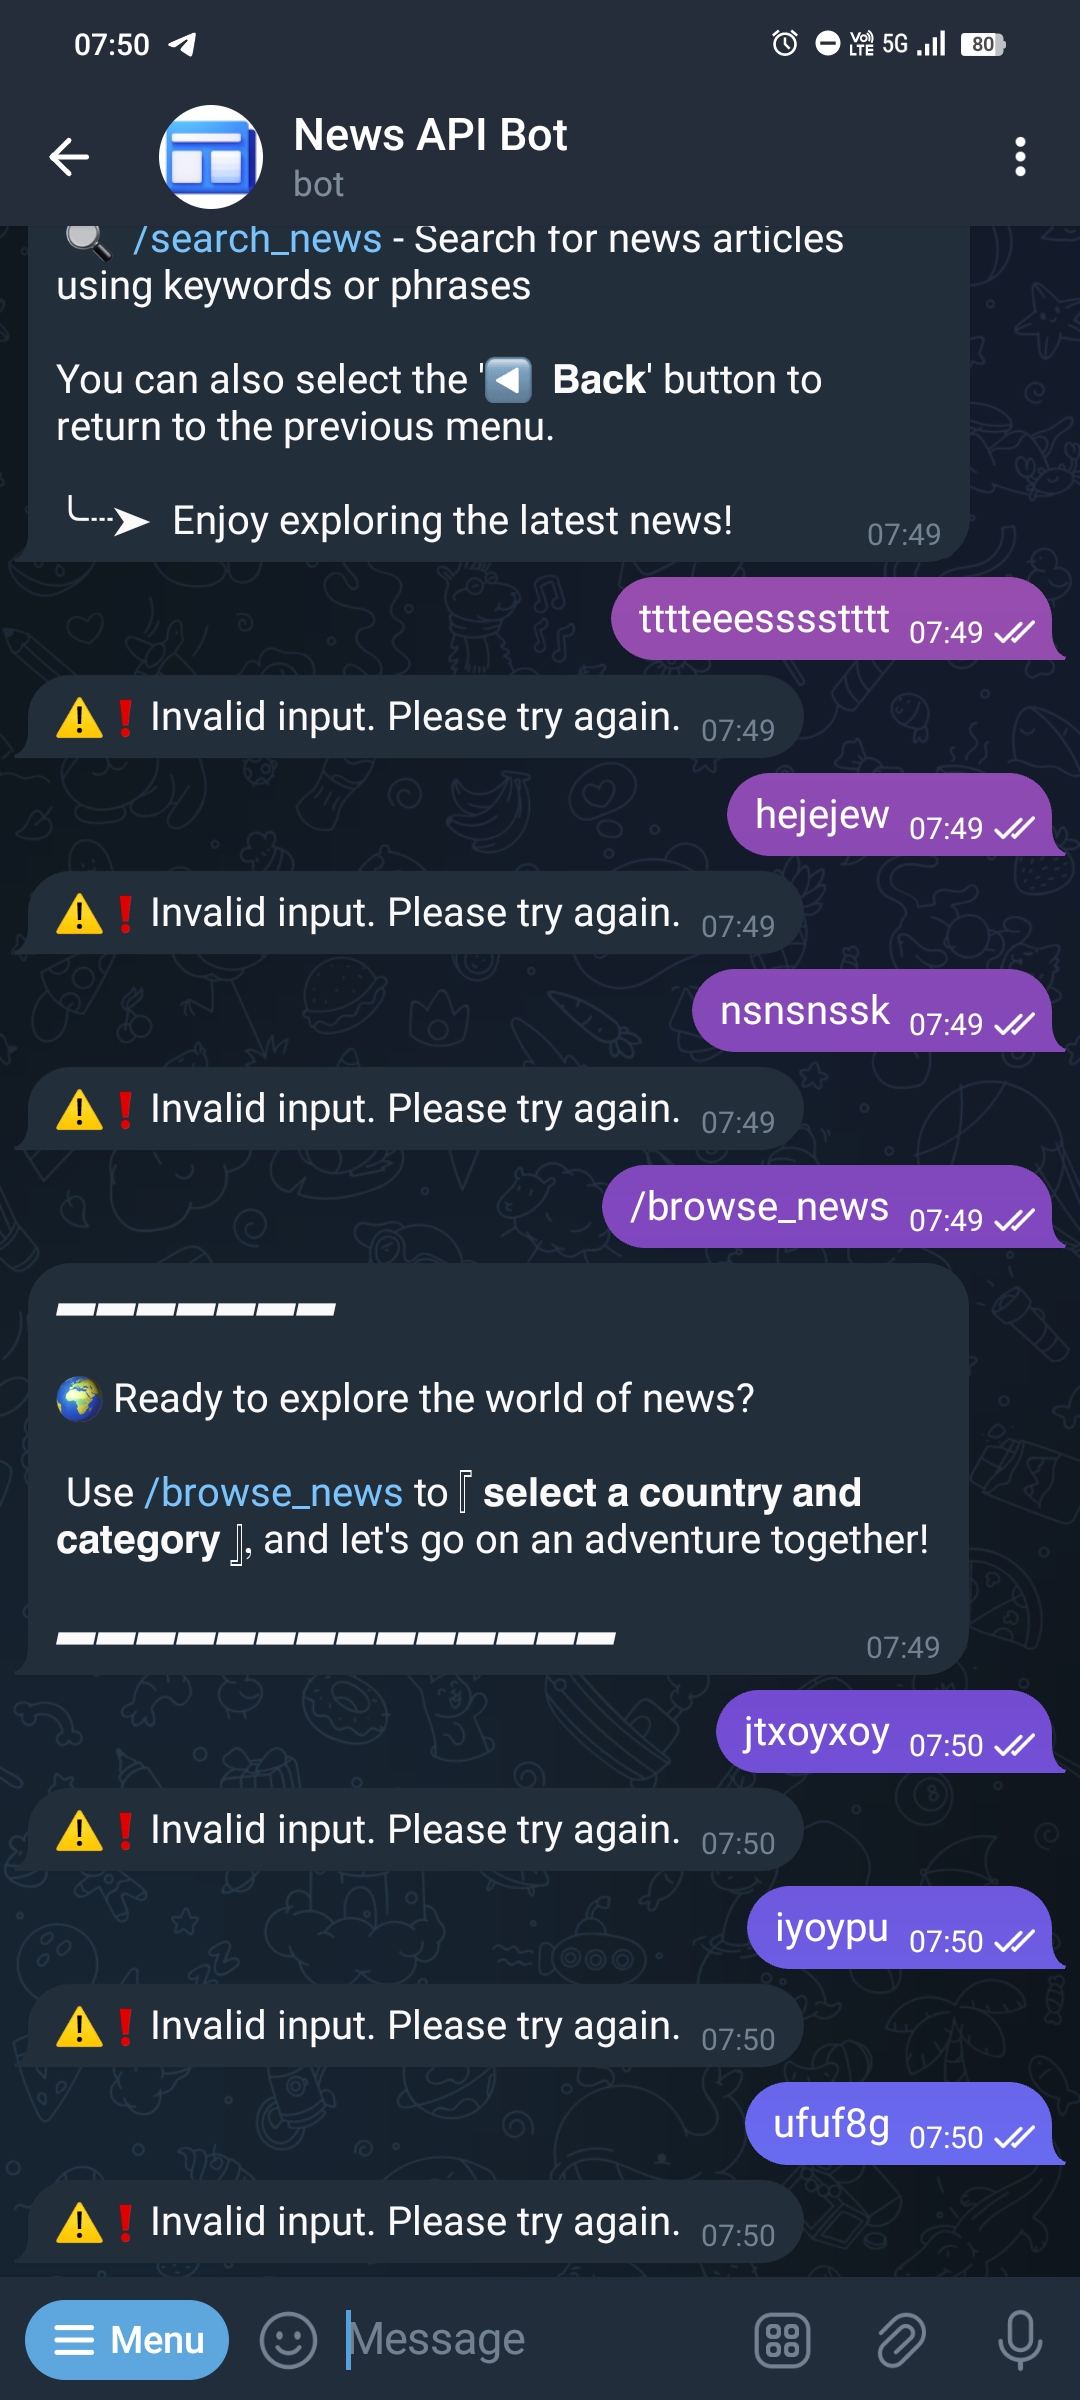 07:50
Vo) LTE 5G 80
News API Bot
bot
/search_news - Search for news articles
using keywords or phrases
You can also select the '◀️ Back' button to
return to the previous menu.
╰┈➤ Enjoy exploring the latest news! 07:49
tttteeesssstttt 07:49
⚠️❗Invalid input. Please try again. 07:49
hejejew 07:49
⚠️❗Invalid input. Please try again. 07:49
nsnsnssk 07:49
⚠️❗Invalid input. Please try again. 07:49
/browse_news 07:49
▰▰▰▰▰▰▰
🌍 Ready to explore the world of news?
Use /browse_news to『 select a country and
category 』, and let's go on an adventure together!
▰▰▰▰▰▰▰▰▰▰▰▰▰▰ 07:49
jtxoyxoy 07:50
⚠️❗Invalid input. Please try again. 07:50
iyoypu 07:50
⚠️❗Invalid input. Please try again. 07:50
ufuf8g 07:50
⚠️❗Invalid input. Please try again. 07:50
Menu Message